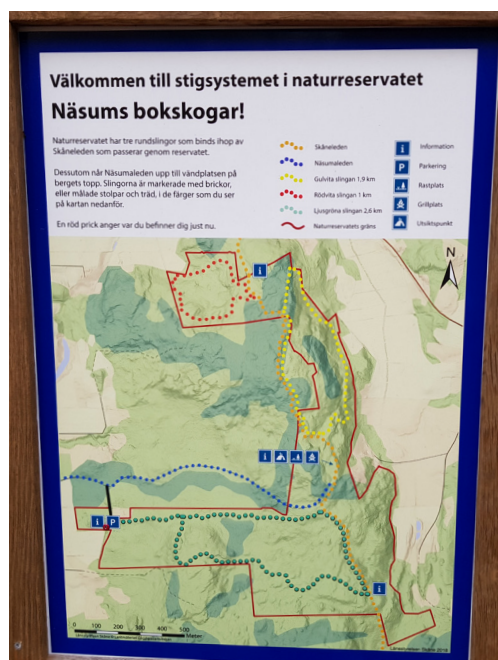 Välkommen till stigsystemet i naturreservatet
Näsums bokskogar!
Naturreservatet har tre rundslingor som binds ihop av
Skåneleden som passerar genom reservatet.
Dessutom når Näsumaleden upp till vändplatsen på
bergets topp. Slingorna är markerade med brickor,
eller målade stolpar och träd, i de färger som du ser
på kartan nedanför.
En röd prick anger var du befinner dig just nu.
Skåneleden
Näsumaleden
Gulvita slingan 1,9 km
Rödvita slingan 1 km
Ljusgröna slingan 2,6 km
Naturreservatets gräns
i Information
P Parkering
Rastplats
Grillplats
Utsiktspunkt
N
i
i
i P
i
0 100 200 300 400 500
Meter
Länsstyrelsen Skåne 2018